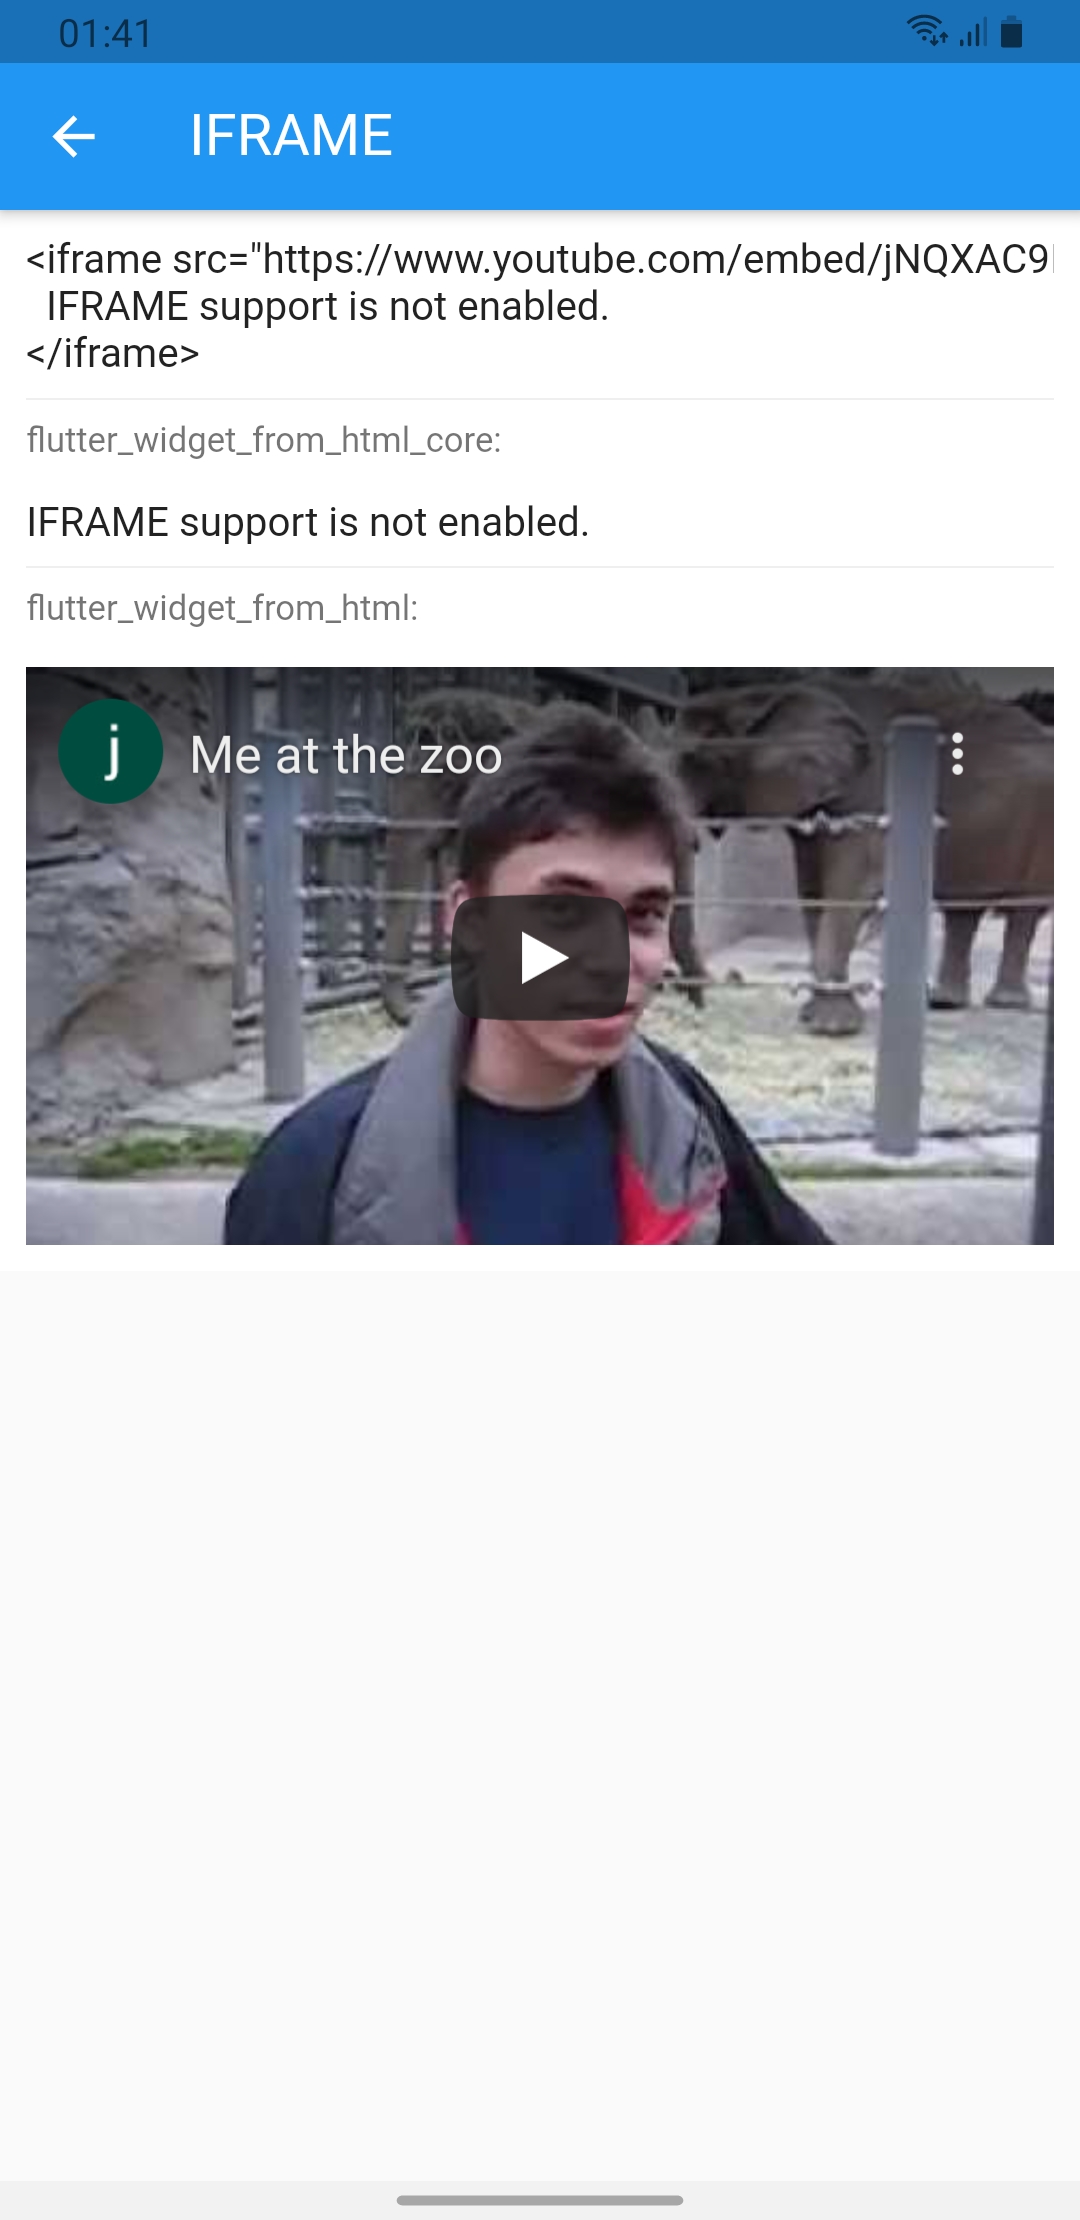 01:41
IFRAME
<iframe src="https://www.youtube.com/embed/jNQXAC9
IFRAME support is not enabled.
</iframe>
flutter_widget_from_html_core:
IFRAME support is not enabled.
flutter_widget_from_html:
j Me at the zoo